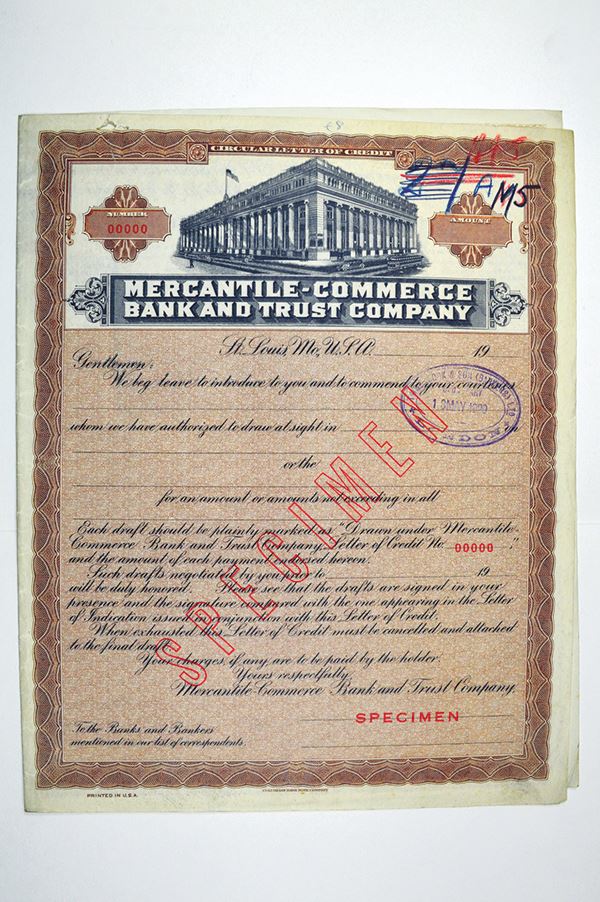 CIRCULAR LETTER OF CREDIT
NUMBER
00000
AMOUNT
AM5
MERCANTILE-COMMERCE
BANK AND TRUST COMPANY
St. Louis Mo., U.S.A. 19
Gentlemen:
We beg leave to introduce to you and to commend to your courtesies
whom we have authorized to draw at sight in
or the
for an amount or amounts not exceeding in all
Each draft should be plainly marked as "Drawn under Mercantile-
Commerce Bank and Trust Company, Letter of Credit No. 00000 ,"
and the amount of each payment endorsed hereon.
Such drafts negotiated by you prior to 19
will be duly honored. Please see that the drafts are signed in your
presence and the signature compared with the one appearing in the Letter
of Indication issued in conjunction with this Letter of Credit.
When exhausted this Letter of Credit must be cancelled and attached
to the final draft.
Your charges if any are to be paid by the holder.
Yours respectfully,
Mercantile-Commerce Bank and Trust Company.
SPECIMEN
SPECIMEN
To the Banks and Bankers
mentioned in our list of correspondents.
PRINTED IN U.S.A.